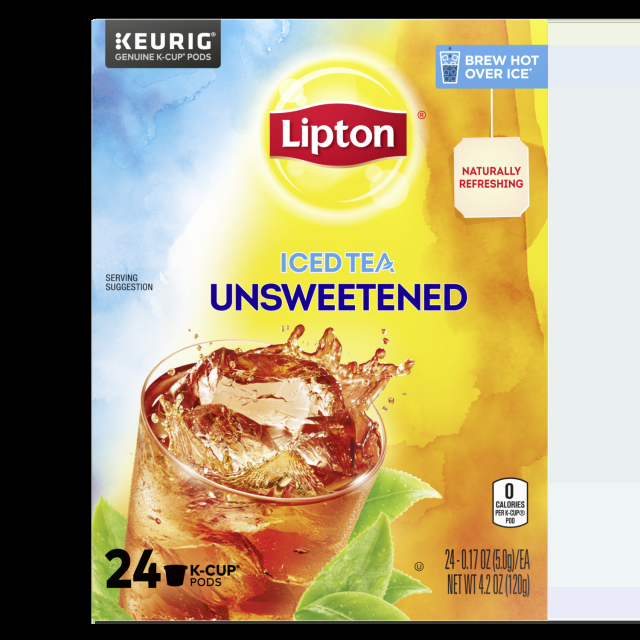 KEURIG®
GENUINE K-CUP® PODS
BREW HOT
OVER ICE*
Lipton®
NATURALLY
REFRESHING
ICED TEA
UNSWEETENED
SERVING
SUGGESTION
0
CALORIES
PER K-CUP®
POD
24 K-CUP®
PODS
24 - 0.17 OZ (5.0g)/EA
NET WT 4.2 OZ (120g)
U